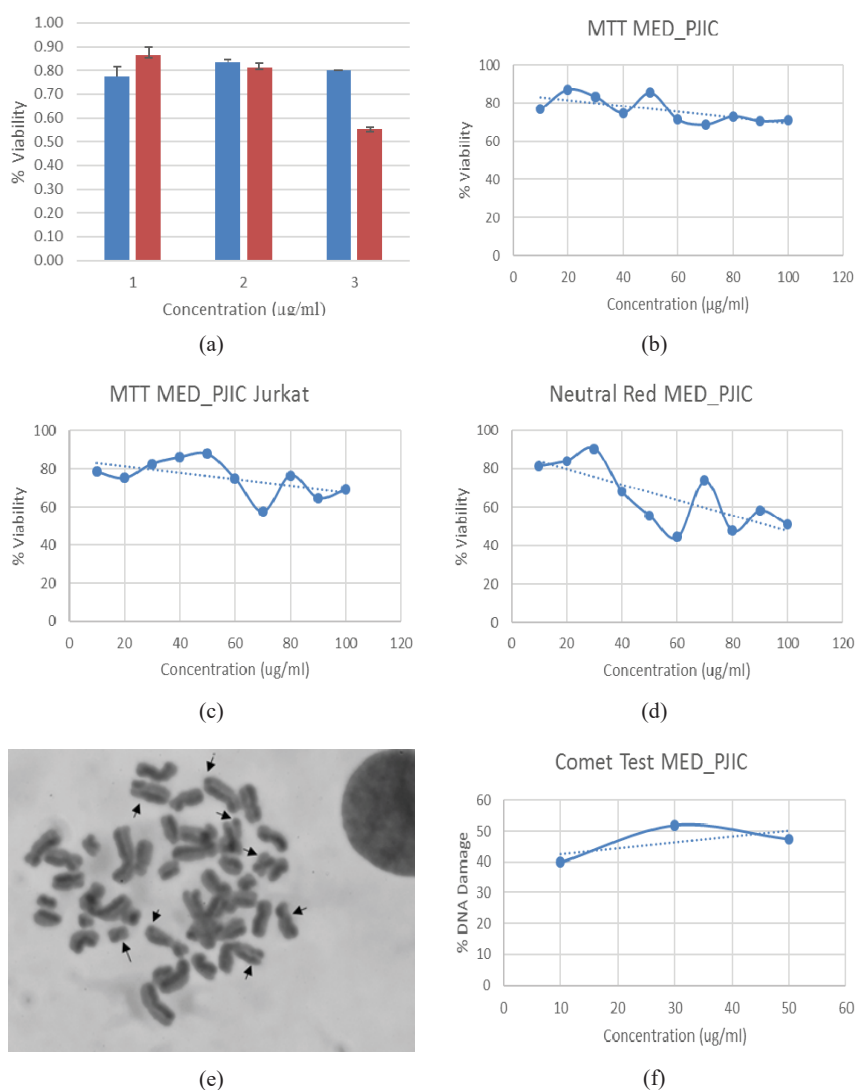 1.00
0.90
0.80
0.70
0.60
0.50
0.40
0.30
0.20
0.10
0.00
% Viability
1 2 3
Concentration (µg/ml)
(a)
MTT MED_PJIC
100
80
60
40
20
0
% Viability
0 20 40 60 80 100 120
Concentration (µg/ml)
(b)
MTT MED_PJIC Jurkat
100
80
60
40
20
0
% Viability
0 20 40 60 80 100 120
Concentration (ug/ml)
(c)
Neutral Red MED_PJIC
100
80
60
40
20
0
% Viability
0 20 40 60 80 100 120
Concentration (ug/ml)
(d)
(e)
Comet Test MED_PJIC
60
50
40
30
20
10
0
% DNA Damage
0 10 20 30 40 50 60
Concentration (ug/ml)
(f)